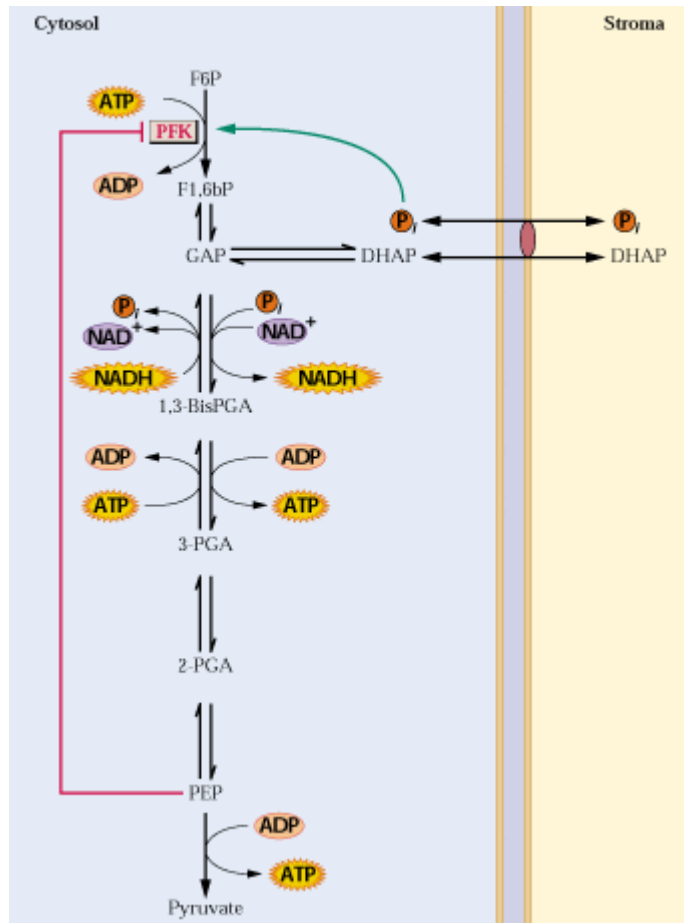 Cytosol
Stroma
F6P
ATP
PFK
ADP
F1,6bP
Pi
Pi
GAP
DHAP
DHAP
Pi
Pi
NAD+
NAD+
NADH
NADH
1,3-BisPGA
ADP
ADP
ATP
ATP
3-PGA
2-PGA
PEP
ADP
ATP
Pyruvate